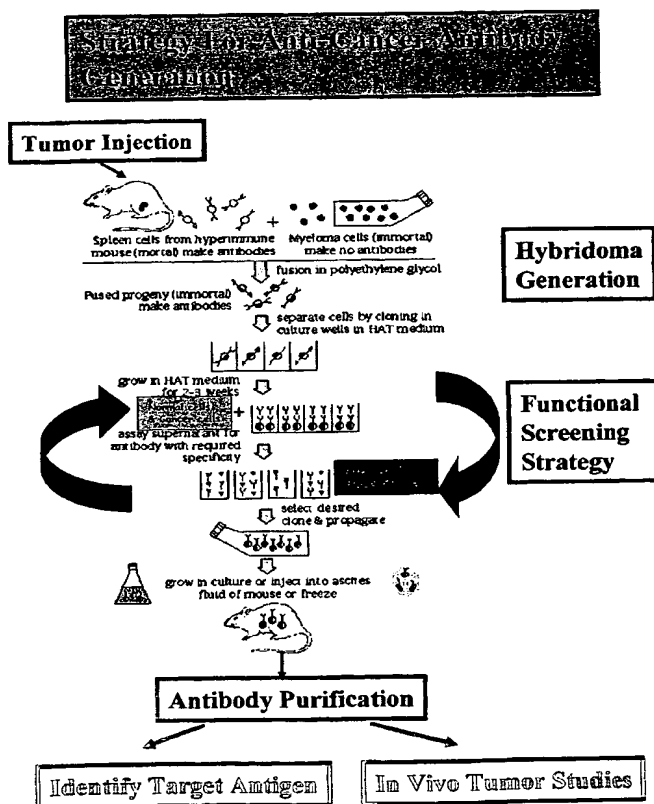 Strategy For Anti-Cancer Antibody
Generation
Tumor Injection
Spleen cells from hyperimmune
mouse (mortal) make antibodies
+
Myeloma cells (immortal)
make no antibodies
Hybridoma
Generation
fusion in polyethylene glycol
Fused progeny (immortal)
make antibodies
separate cells by cloning in
culture wells in HAT medium
grow in HAT medium
for 2-3 weeks
+
assay supernatant for
antibody with required
specificity
Functional
Screening
Strategy
select desired
clone & propagate
grow in culture or inject into ascites
fluid of mouse or freeze
Antibody Purification
Identify Target Antigen
In Vivo Tumor Studies